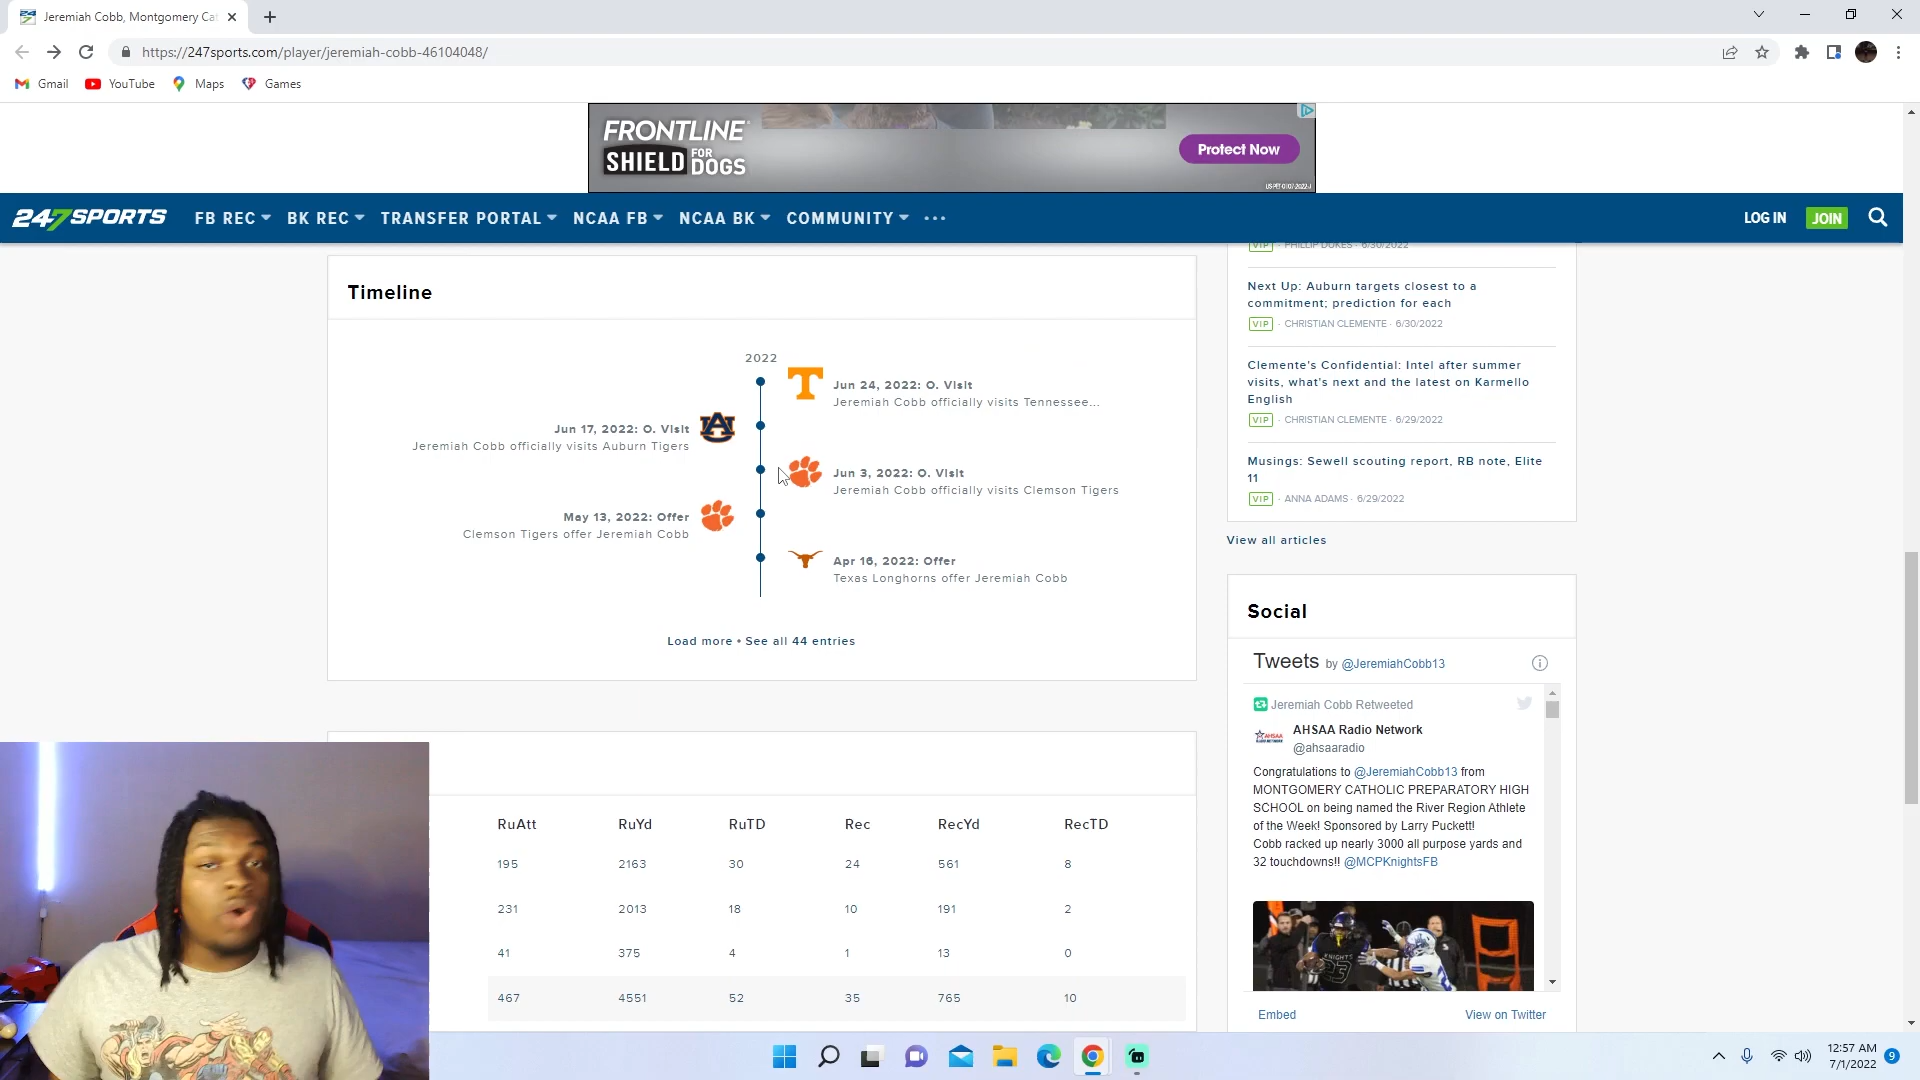 Jeremiah Cobb, Montgomery Cat
https://247sports.com/player/jeremiah-cobb-46104048/
Gmail YouTube Maps Games
FRONTLINE
SHIELD FOR DOGS
Protect Now
247SPORTS FB REC BK REC TRANSFER PORTAL NCAA FB NCAA BK COMMUNITY LOG IN JOIN
VIP · PHILLIP DUKES · 6/30/2022
Timeline
2022
Jun 24, 2022: O. Visit
Jeremiah Cobb officially visits Tennessee...
Jun 17, 2022: O. Visit
Jeremiah Cobb officially visits Auburn Tigers
Jun 3, 2022: O. Visit
Jeremiah Cobb officially visits Clemson Tigers
May 13, 2022: Offer
Clemson Tigers offer Jeremiah Cobb
Apr 16, 2022: Offer
Texas Longhorns offer Jeremiah Cobb
Load more • See all 44 entries
Next Up: Auburn targets closest to a
commitment; prediction for each
VIP · CHRISTIAN CLEMENTE · 6/30/2022
Clemente's Confidential: Intel after summer
visits, what's next and the latest on Karmello
English
VIP · CHRISTIAN CLEMENTE · 6/29/2022
Musings: Sewell scouting report, RB note, Elite
11
VIP · ANNA ADAMS · 6/29/2022
View all articles
Social
Tweets by @JeremiahCobb13
Jeremiah Cobb Retweeted
AHSAA Radio Network
@ahsaaradio
Congratulations to @JeremiahCobb13 from
MONTGOMERY CATHOLIC PREPARATORY HIGH
SCHOOL on being named the River Region Athlete
of the Week! Sponsored by Larry Puckett!
Cobb racked up nearly 3000 all purpose yards and
32 touchdowns!! @MCPKnightsFB
KNIGHTS
23
Embed View on Twitter
RuAtt RuYd RuTD Rec RecYd RecTD
195 2163 30 24 561 8
231 2013 18 10 191 2
41 375 4 1 13 0
467 4551 52 35 765 10
12:57 AM
7/1/2022
9